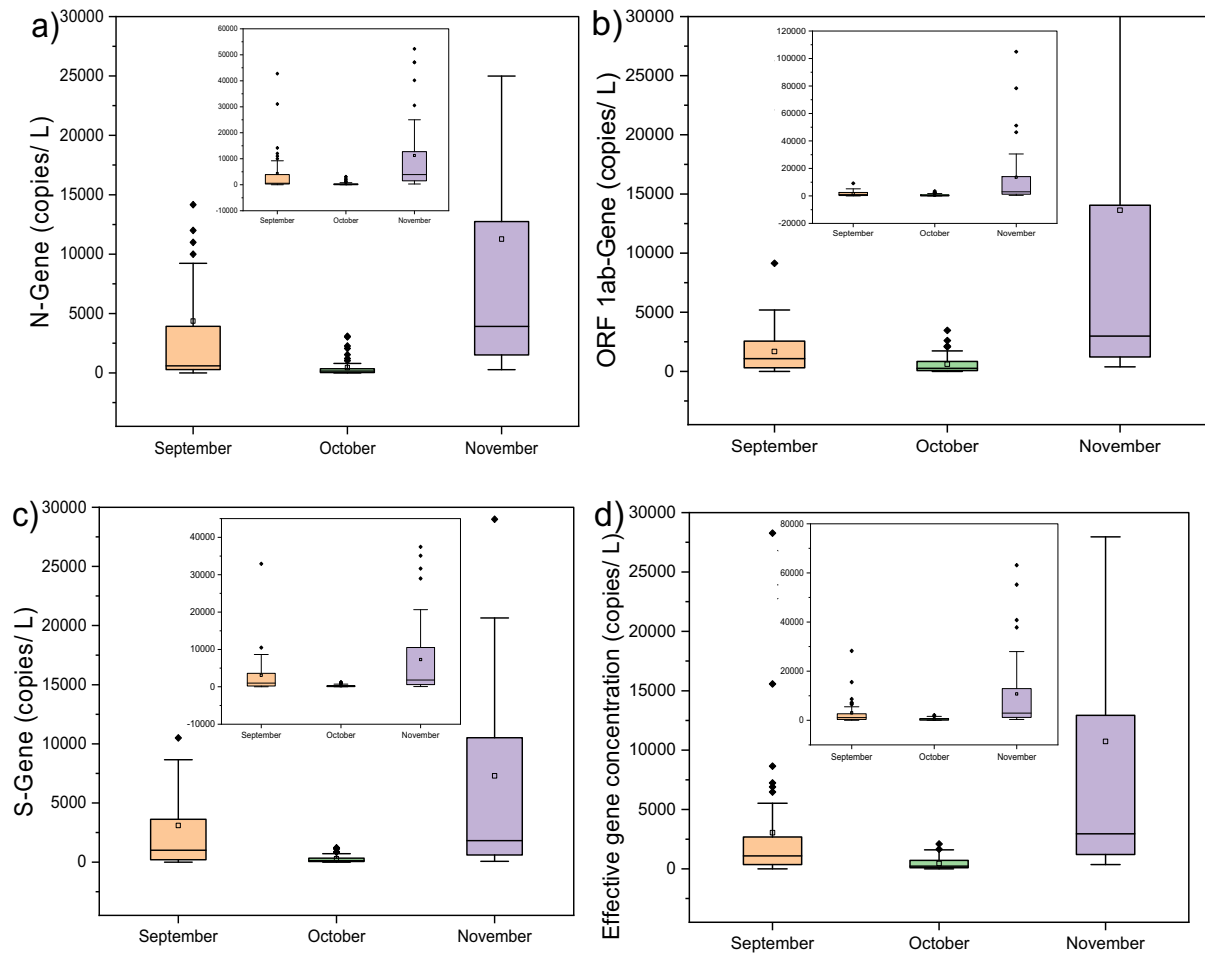 a)
N-Gene (copies/ L)
30000
25000
20000
15000
10000
5000
0
September
October
November
60000
50000
40000
30000
20000
10000
0
-10000
September
October
November
b)
ORF 1ab-Gene (copies/ L)
30000
25000
20000
15000
10000
5000
0
September
October
November
120000
100000
80000
60000
40000
20000
0
-20000
September
October
November
c)
S-Gene (copies/ L)
30000
25000
20000
15000
10000
5000
0
September
October
November
40000
30000
20000
10000
0
-10000
September
October
November
d)
Effective gene concentration (copies/ L)
30000
25000
20000
15000
10000
5000
0
September
October
November
80000
60000
40000
20000
0
September
October
November